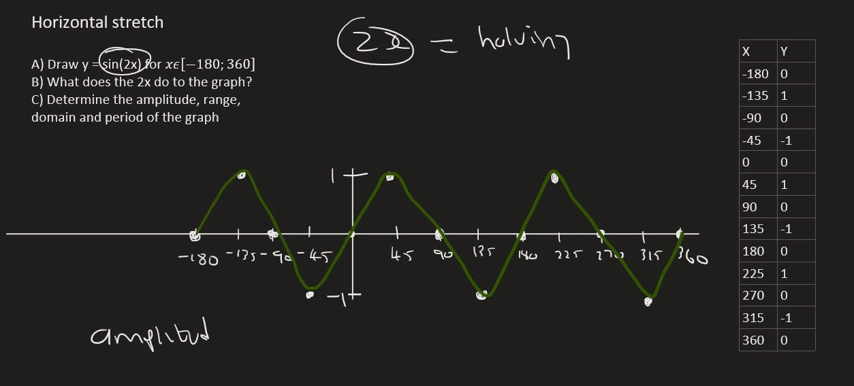 Horizontal stretch
2x = halving
A) Draw y = sin(2x) for xϵ[−180; 360]
B) What does the 2x do to the graph?
C) Determine the amplitude, range,
domain and period of the graph
X Y
-180 0
-135 1
-90 0
-45 -1
0 0
45 1
90 0
135 -1
180 0
225 1
270 0
315 -1
360 0
1
-180 -135 -90 -45 45 90 135 180 225 270 315 360
-1
amplitud